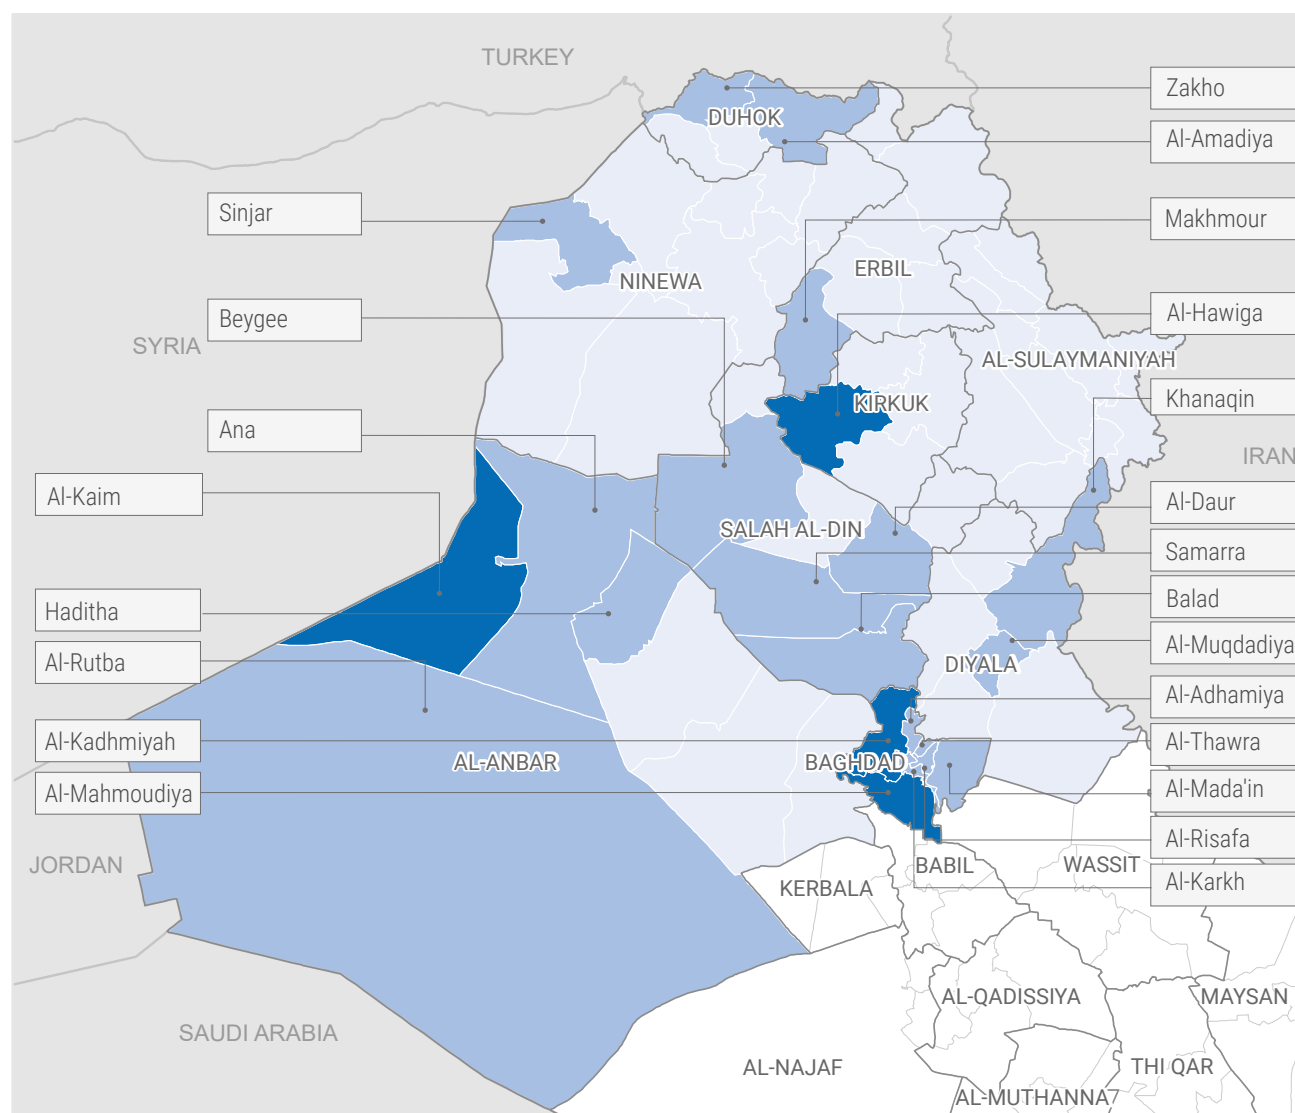 TURKEY
Zakho
DUHOK
Al-Amadiya
Sinjar
Makhmour
ERBIL
NINEWA
Beygee
Al-Hawiga
SYRIA
AL-SULAYMANIYAH
Khanaqin
KIRKUK
Ana
IRAN
Al-Kaim
Al-Daur
SALAH AL-DIN
Samarra
Haditha
Balad
Al-Muqdadiya
Al-Rutba
DIYALA
Al-Adhamiya
Al-Kadhmiyah
Al-Thawra
AL-ANBAR
BAGHDAD
Al-Mahmoudiya
Al-Mada'in
Al-Risafa
JORDAN
BABIL
WASSIT
Al-Karkh
KERBALA
AL-QADISSIYA
MAYSAN
SAUDI ARABIA
AL-NAJAF
THI QAR
AL-MUTHANNA7